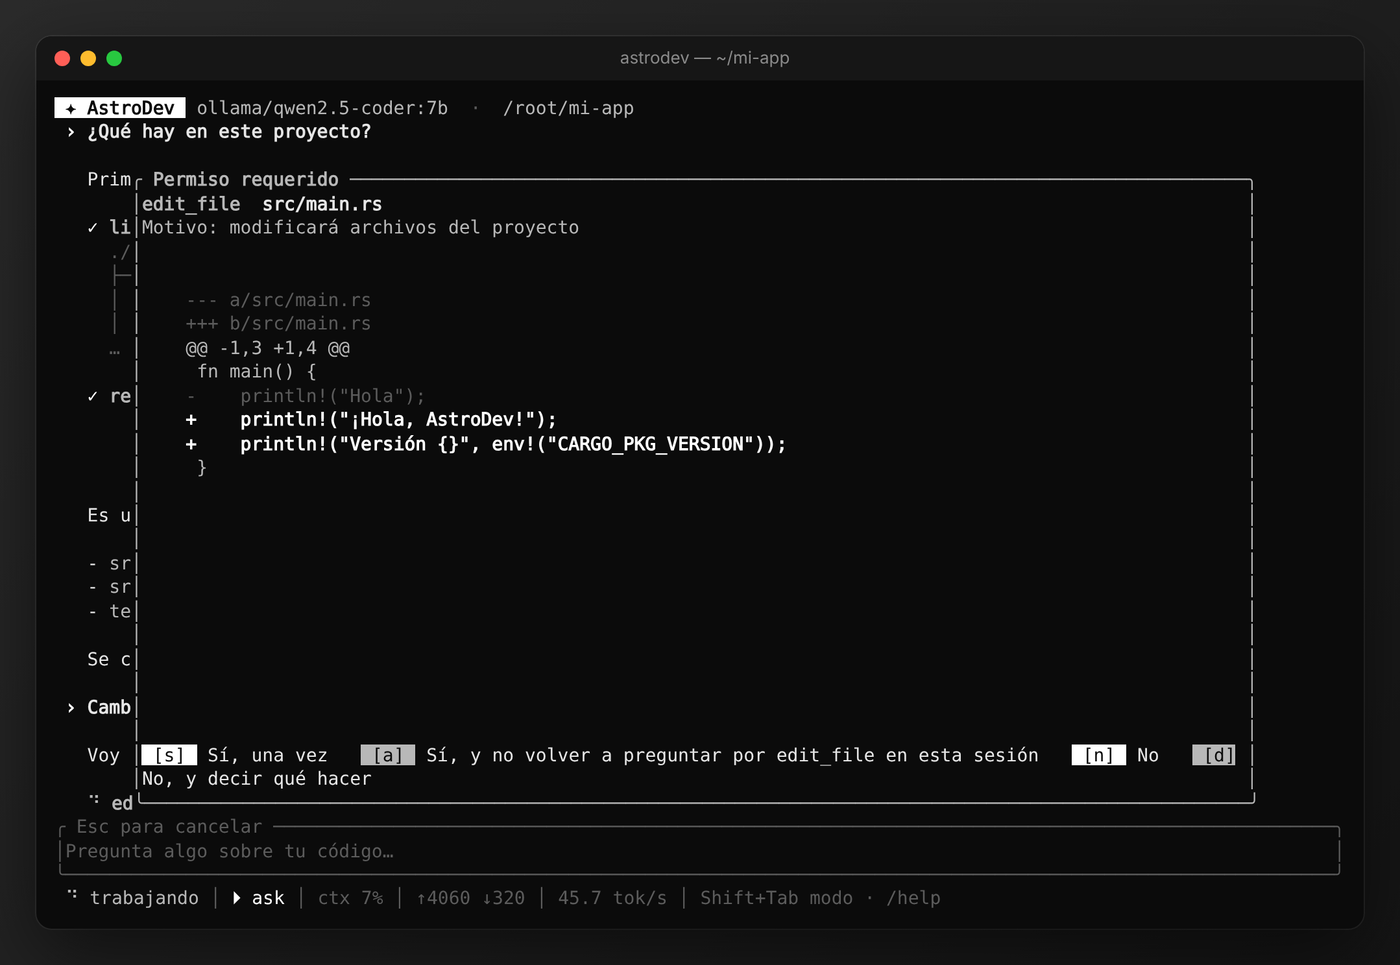 astrodev — ~/mi-app
✦ AstroDev ollama/qwen2.5-coder:7b · /root/mi-app
› ¿Qué hay en este proyecto?
Prim
Permiso requerido
edit_file src/main.rs
✓ li
Motivo: modificará archivos del proyecto
./
--- a/src/main.rs
+++ b/src/main.rs
…
@@ -1,3 +1,4 @@
fn main() {
✓ re
- println!("Hola");
+ println!("¡Hola, AstroDev!");
+ println!("Versión {}", env!("CARGO_PKG_VERSION"));
}
Es u
- sr
- sr
- te
Se c
› Camb
Voy
[s] Sí, una vez [a] Sí, y no volver a preguntar por edit_file en esta sesión [n] No [d]
No, y decir qué hacer
ed
Esc para cancelar
Pregunta algo sobre tu código…
trabajando │ ⏵ ask │ ctx 7% │ ↑4060 ↓320 │ 45.7 tok/s │ Shift+Tab modo · /help